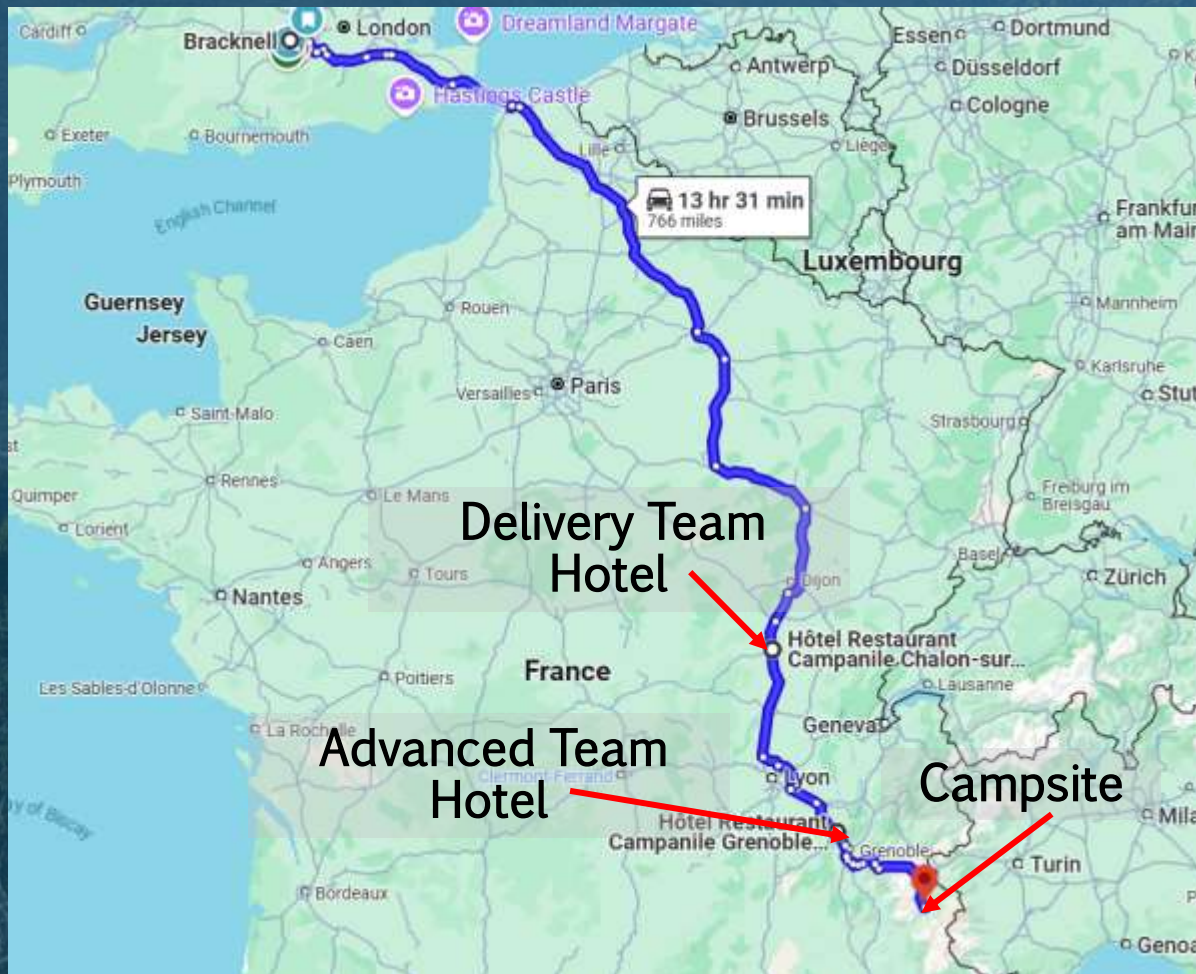 Cardiff
London
Dreamland Margate
Essen
Dortmund
Bracknell
Antwerp
Düsseldorf
Hastings Castle
Cologne
Brussels
Exeter
Bournemouth
Lille
Liège
Plymouth
13 hr 31 min
766 miles
English Channel
Frankfur
am Main
Luxembourg
Guernsey
Jersey
Rouen
Mannheim
Caen
Karlsruhe
Versailles
Paris
Stut
Saint-Malo
Strasbourg
st
Rennes
Le Mans
Quimper
Freiburg im
Breisgau
Lorient
Delivery Team
Hotel
Angers
Tours
Dijon
Basel
Zürich
Nantes
Hôtel Restaurant
Campanile Chalon-sur...
France
Poitiers
Lausanne
Les Sables-d'Olonne
Geneva
La Rochelle
Advanced Team
Hotel
Clermont-Ferrand
Lyon
Campsite
ay of Biscay
Hôtel Restaurant
Campanile Grenoble...
Mila
Grenoble
Turin
Bordeaux
P
Genoa